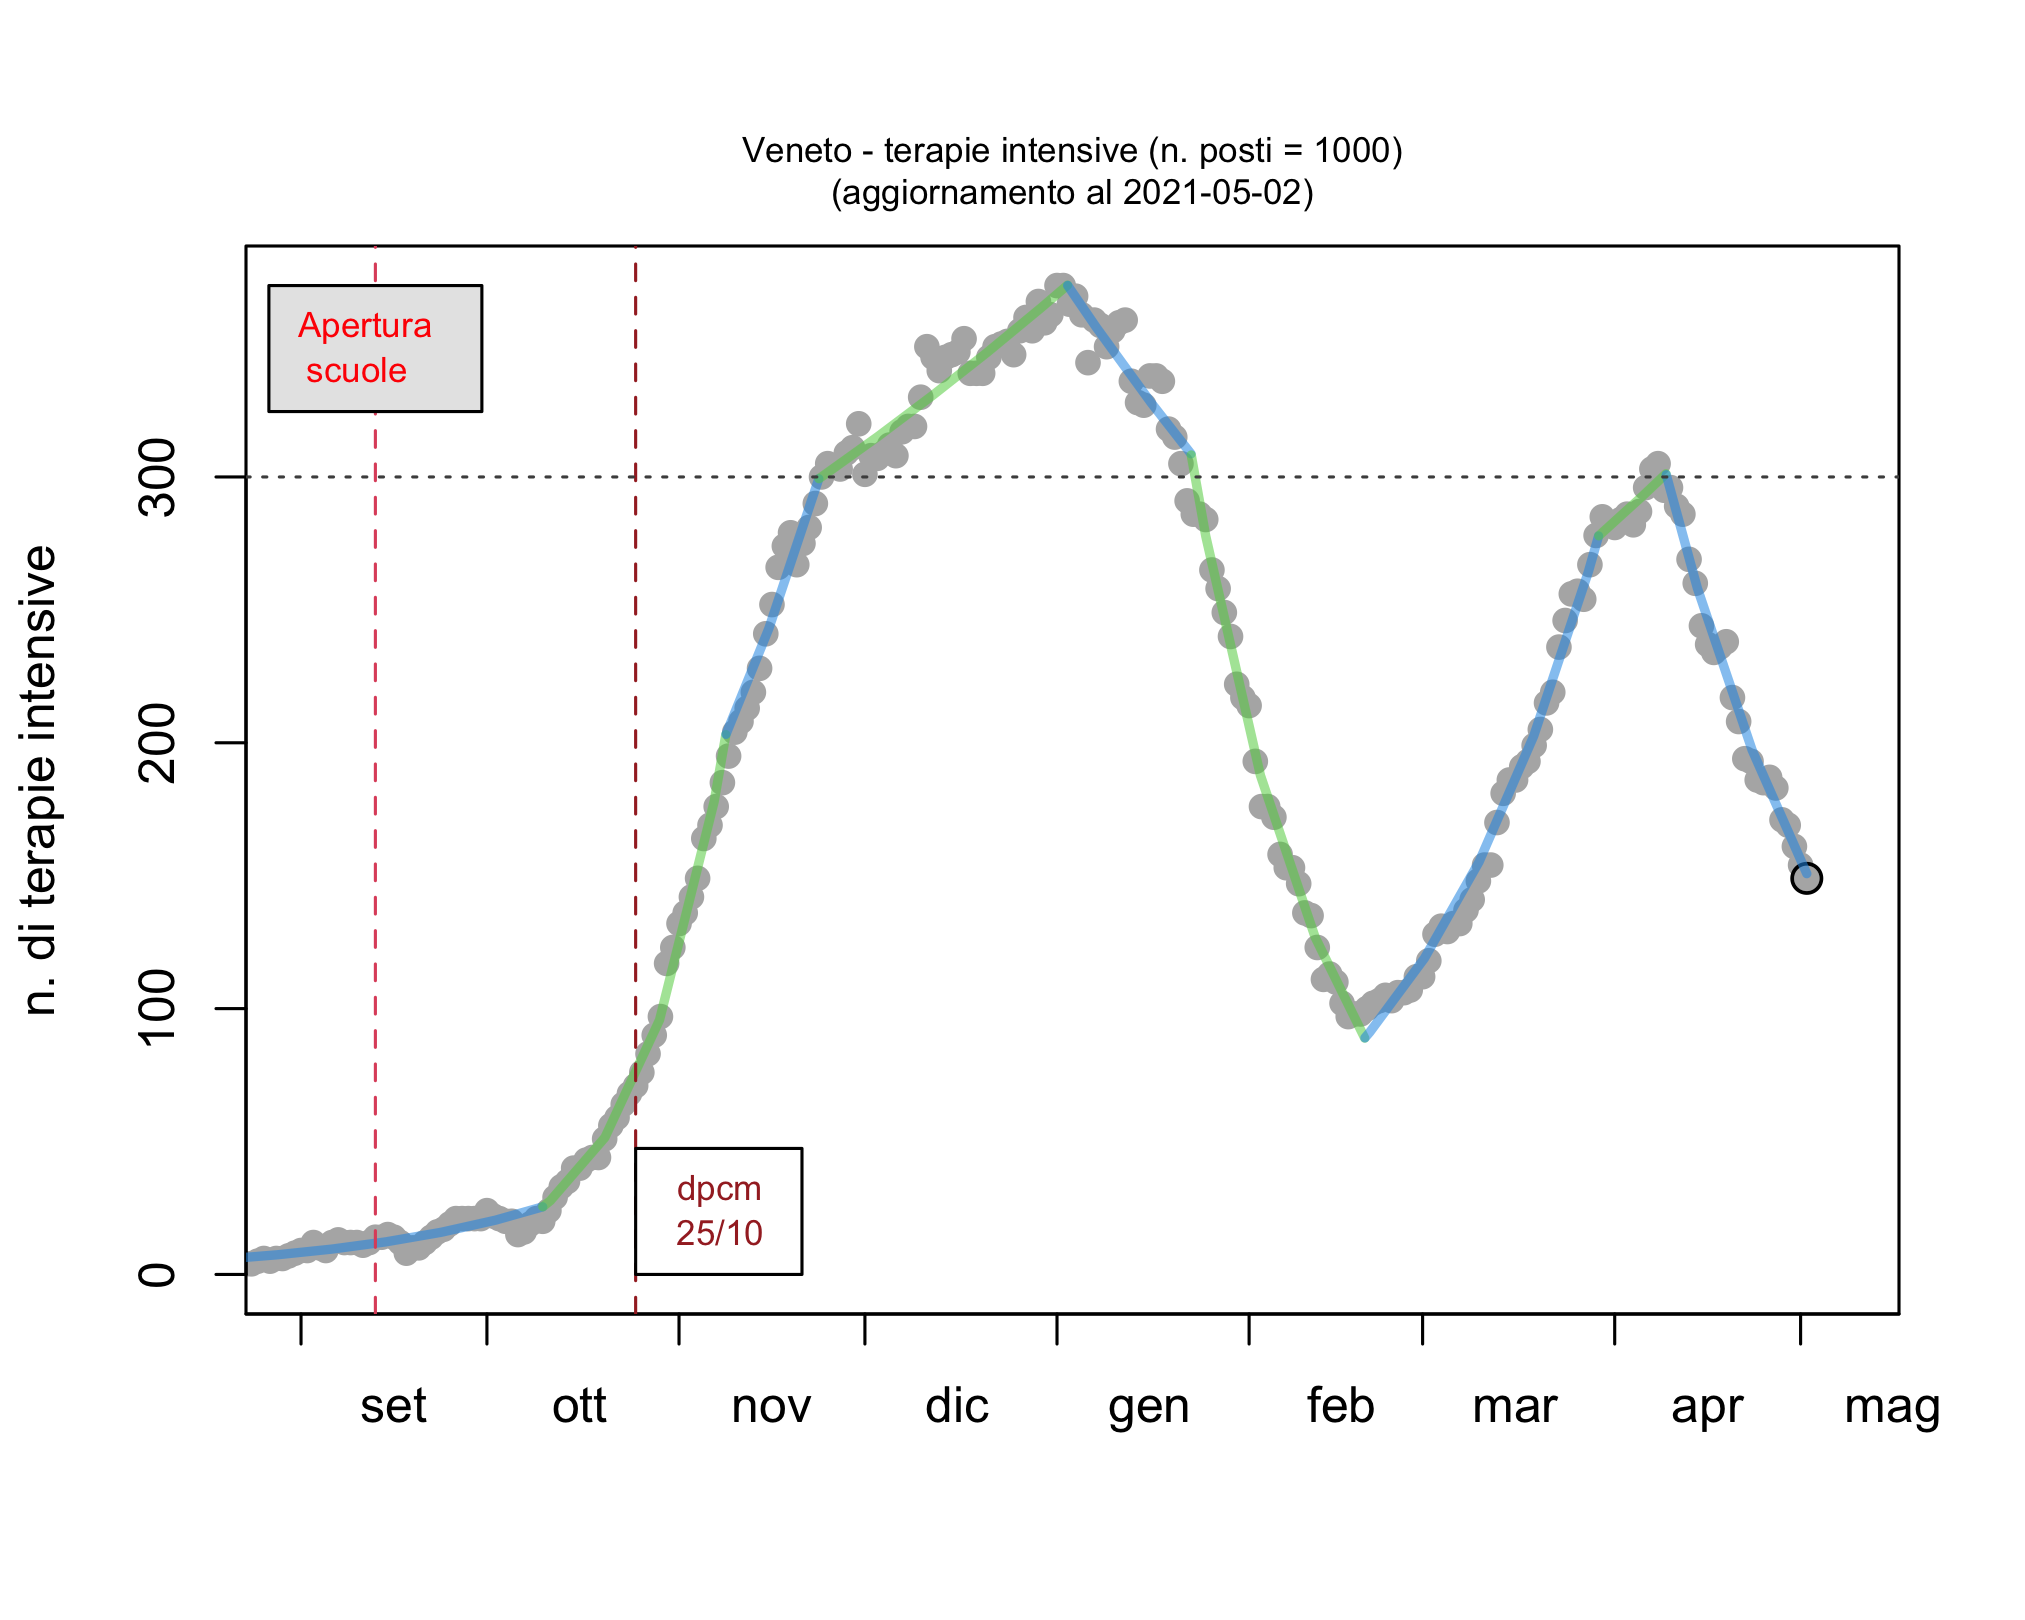 Veneto - terapie intensive (n. posti = 1000)
(aggiornamento al 2021-05-02)
n. di terapie intensive
300
200
100
0
Apertura
scuole
dpcm
25/10
set ott nov dic gen feb mar apr mag